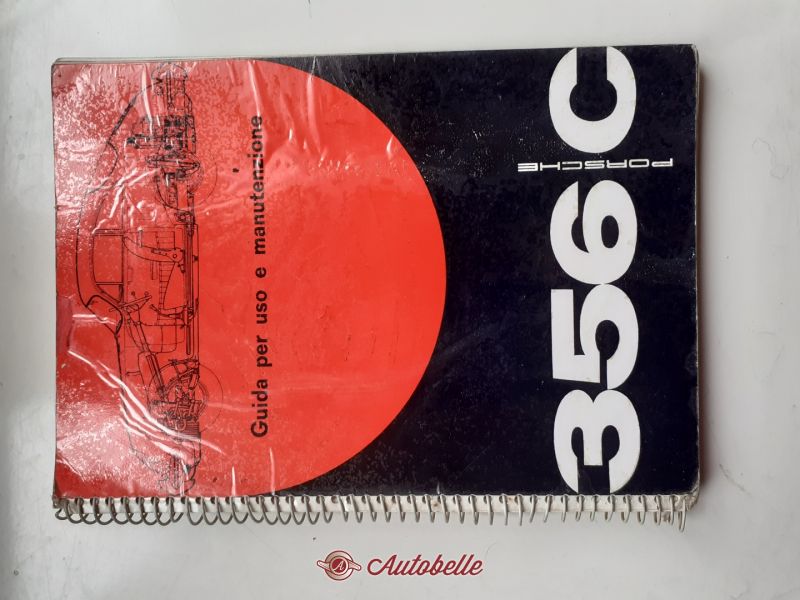 Guida per uso e manutenzione
PORSCHE
356C
Autobelle